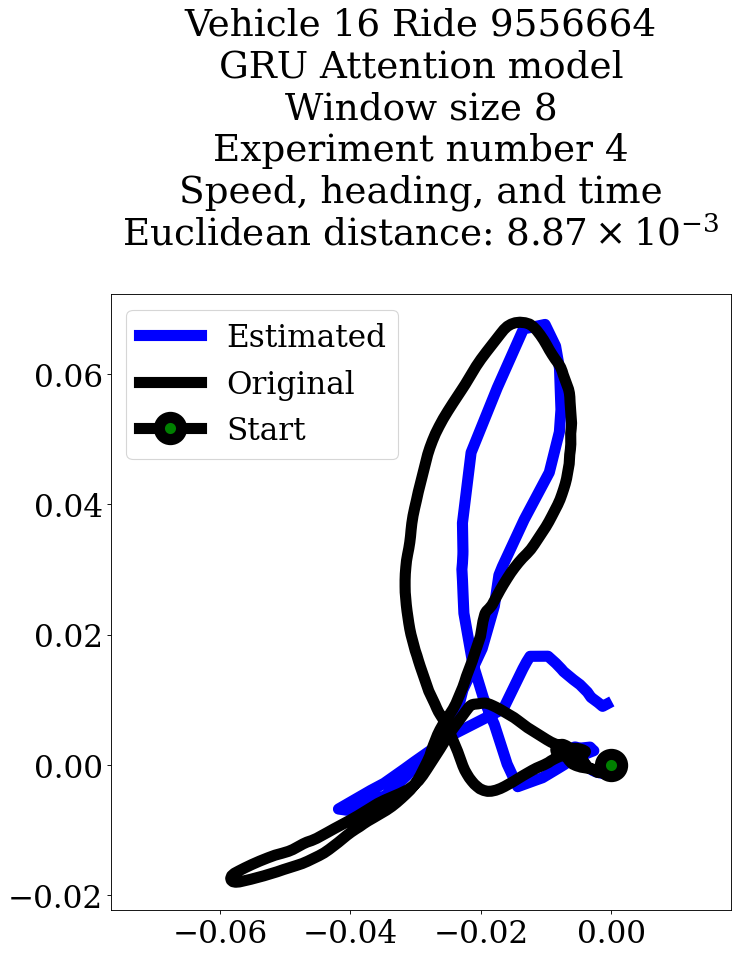 Vehicle 16 Ride 9556664
GRU Attention model
Window size 8
Experiment number 4
Speed, heading, and time
Euclidean distance: 8.87 × 10⁻³
Estimated
Original
Start
0.06
0.04
0.02
0.00
−0.02
−0.06
−0.04
−0.02
0.00